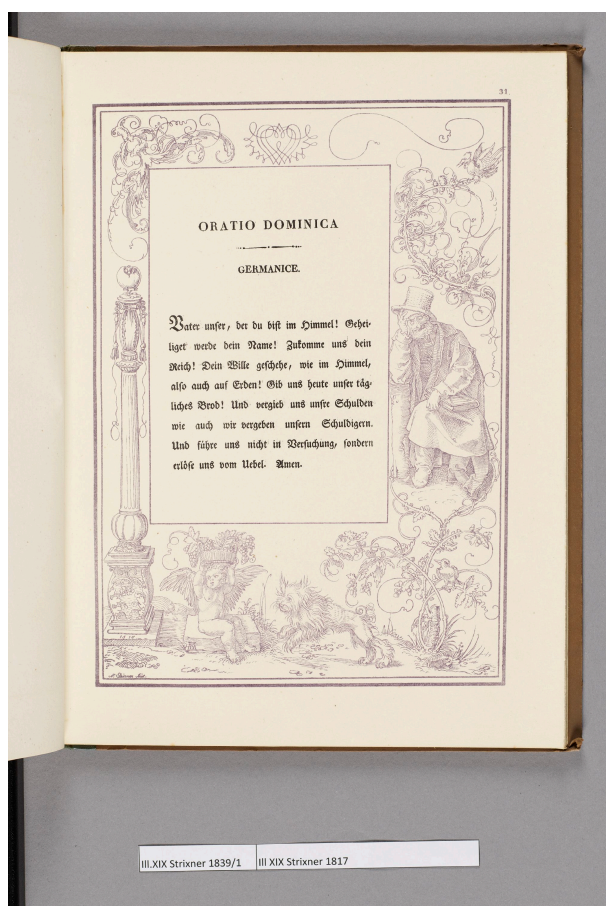 31
ORATIO DOMINICA
GERMANICE.
Vater unser, der du bist im Himmel! Gehei-
liget werde dein Name! Zukomme uns dein
Reich! Dein Wille geschehe, wie im Himmel,
also auch auf Erden! Gib uns heute unser täg-
liches Brod! Und vergieb uns unsre Schulden
wie auch wir vergeben unsern Schuldigern.
Und führe uns nicht in Versuchung, sondern
erlöse uns vom Uebel. Amen.
Ill.XIX Strixner 1839/1
Ill XIX Strixner 1817